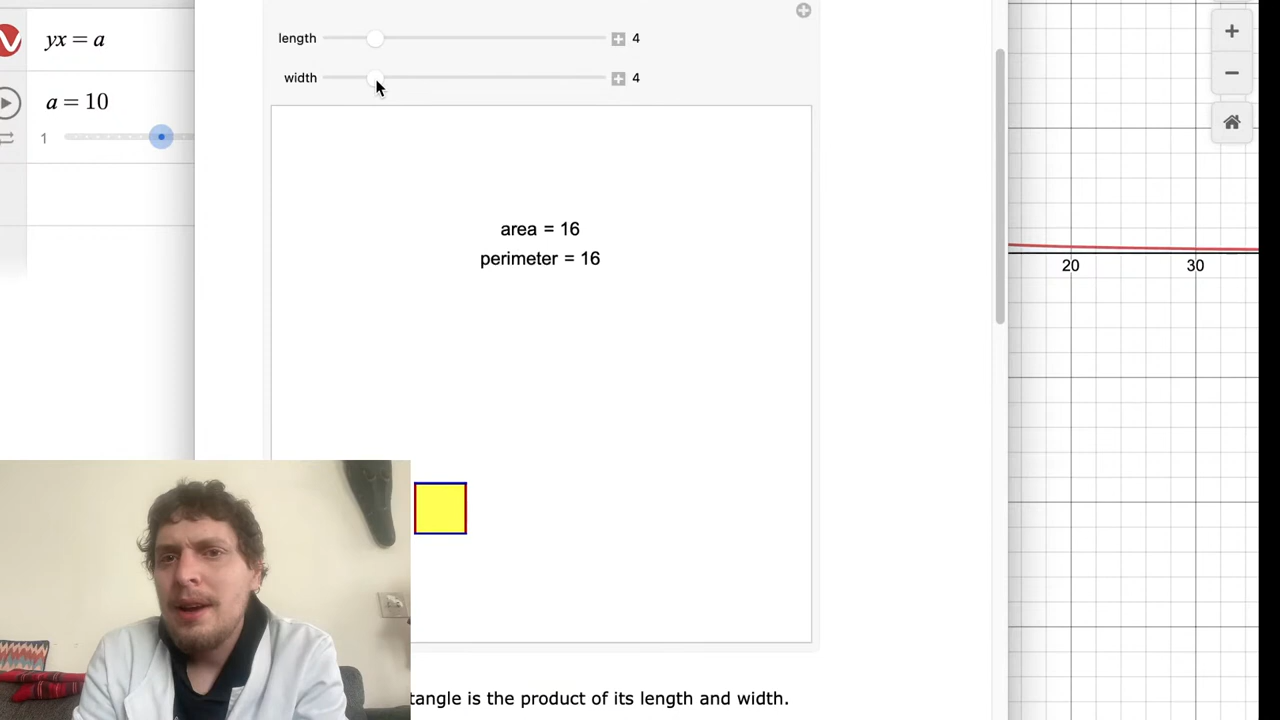 yx = a
a = 10
1
length 4
width 4
area = 16
perimeter = 16
20 30
tangle is the product of its length and width.